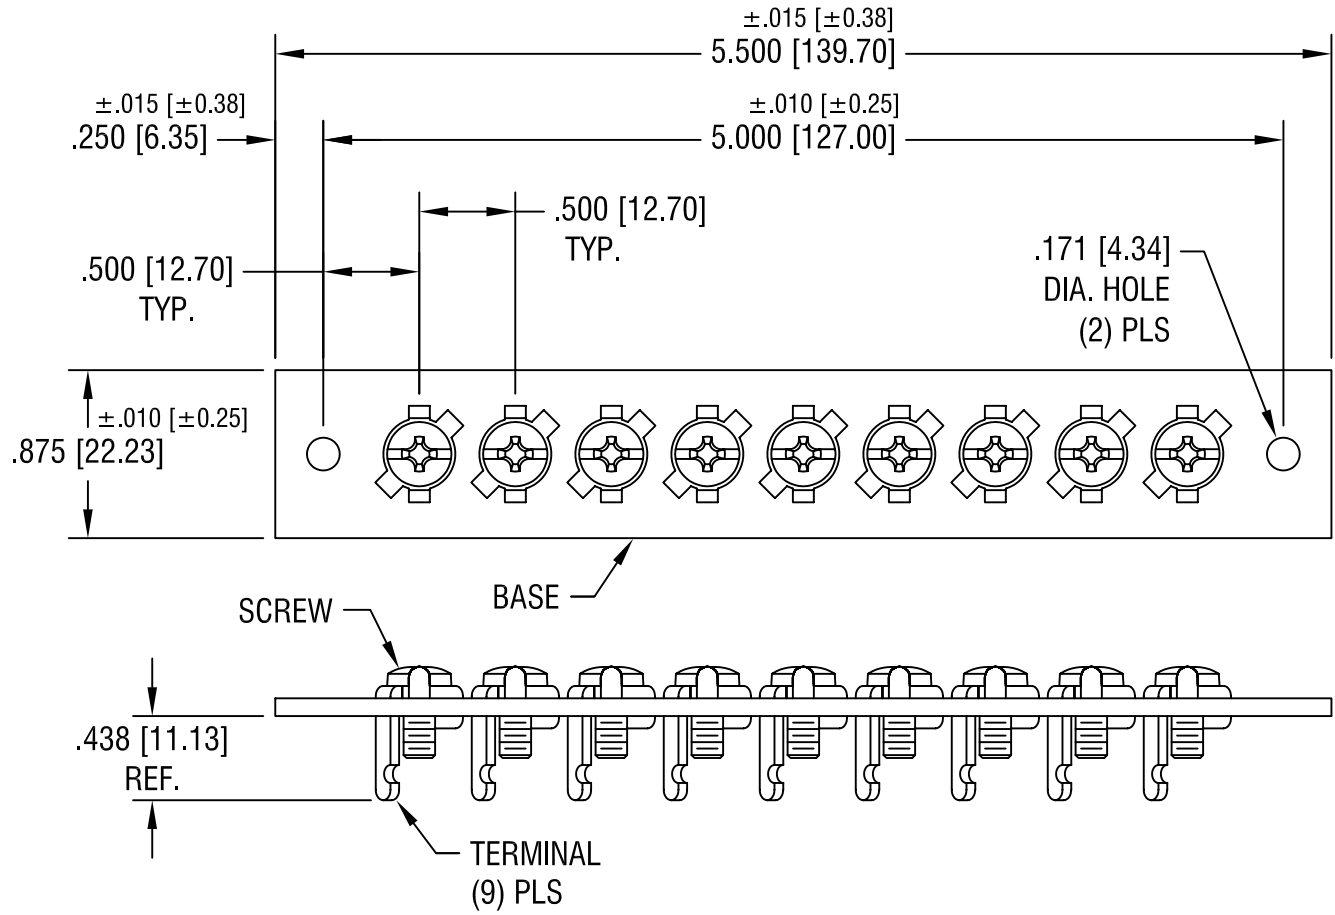 ±.015 [±0.38]
5.500 [139.70]
±.015 [±0.38]
.250 [6.35]
±.010 [±0.25]
5.000 [127.00]
.500 [12.70]
TYP.
.500 [12.70]
TYP.
.171 [4.34]
DIA. HOLE
(2) PLS
±.010 [±0.25]
.875 [22.23]
BASE
SCREW
.438 [11.13]
REF.
TERMINAL
(9) PLS